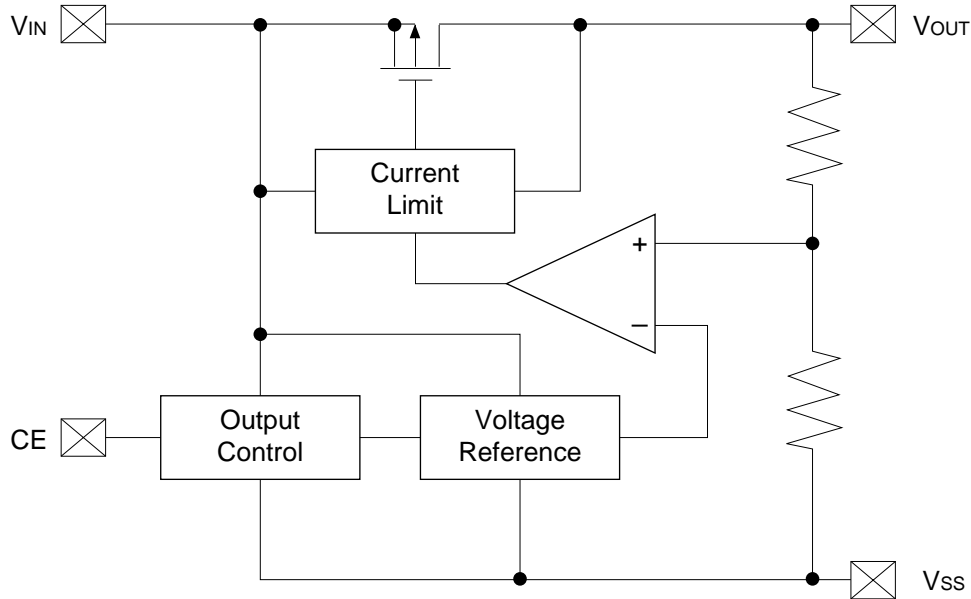 VIN
VOUT
Current
Limit
+
−
CE
Output
Control
Voltage
Reference
VSS